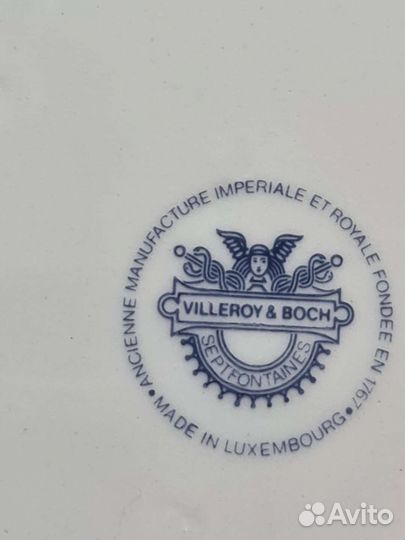 ANCIENNE MANUFACTURE IMPERIALE ET ROYALE FONDEE EN 1767
VILLEROY & BOCH
SEPTFONTAINES
• MADE IN LUXEMBOURG •
Avito